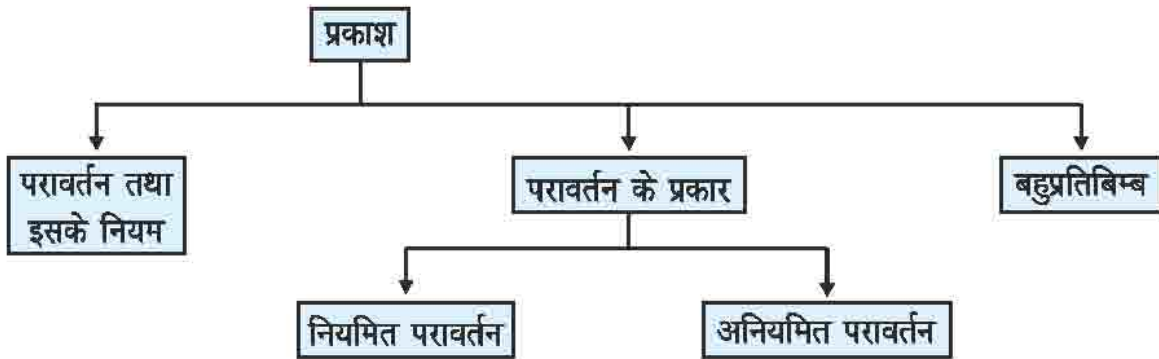 प्रकाश
परावर्तन तथा
इसके नियम
परावर्तन के प्रकार
बहुप्रतिबिम्ब
नियमित परावर्तन
अनियमित परावर्तन